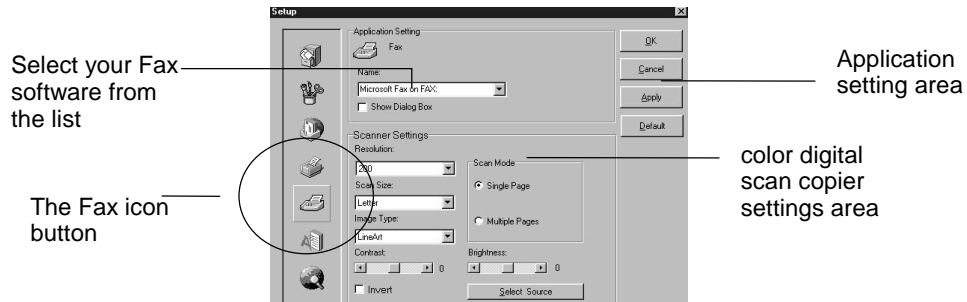 Setup
Application Setting
Fax
Name:
Microsoft Fax on FAX:
Show Dialog Box
OK
Cancel
Apply
Default
Scanner Settings
Resolution:
200
Scan Size:
Letter
Image Type:
LineArt
Contrast:
0
Invert
Scan Mode
Single Page
Multiple Pages
Brightness:
0
Select Source
Select your Fax
software from
the list
The Fax icon
button
Application
setting area
color digital
scan copier
settings area